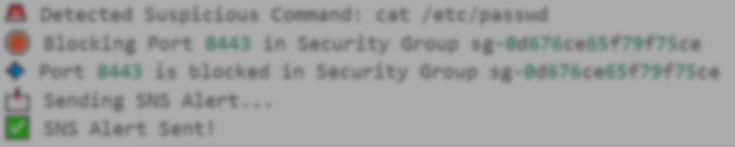 🚨 Detected Suspicious Command: cat /etc/passwd
🛑 Blocking Port 8443 in Security Group sg-0d676ce65f79f75ce
🔹 Port 8443 is blocked in Security Group sg-0d676ce65f79f75ce
📤 Sending SNS Alert...
✅ SNS Alert Sent!